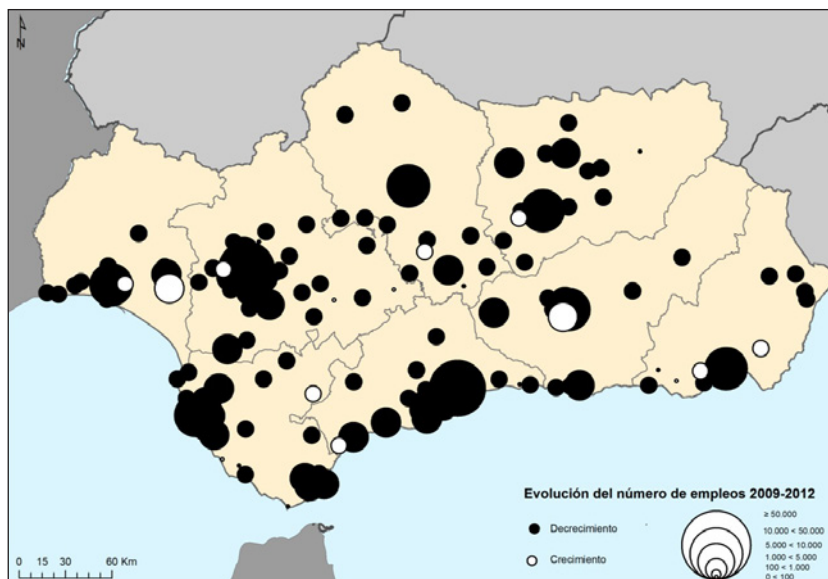 N
Evolución del número de empleos 2009-2012
Decrecimiento
Crecimiento
≥ 50.000
10.000 < 50.000
5.000 < 10.000
1.000 < 5.000
100 < 1.000
0 < 100
0 15 30 60 Km